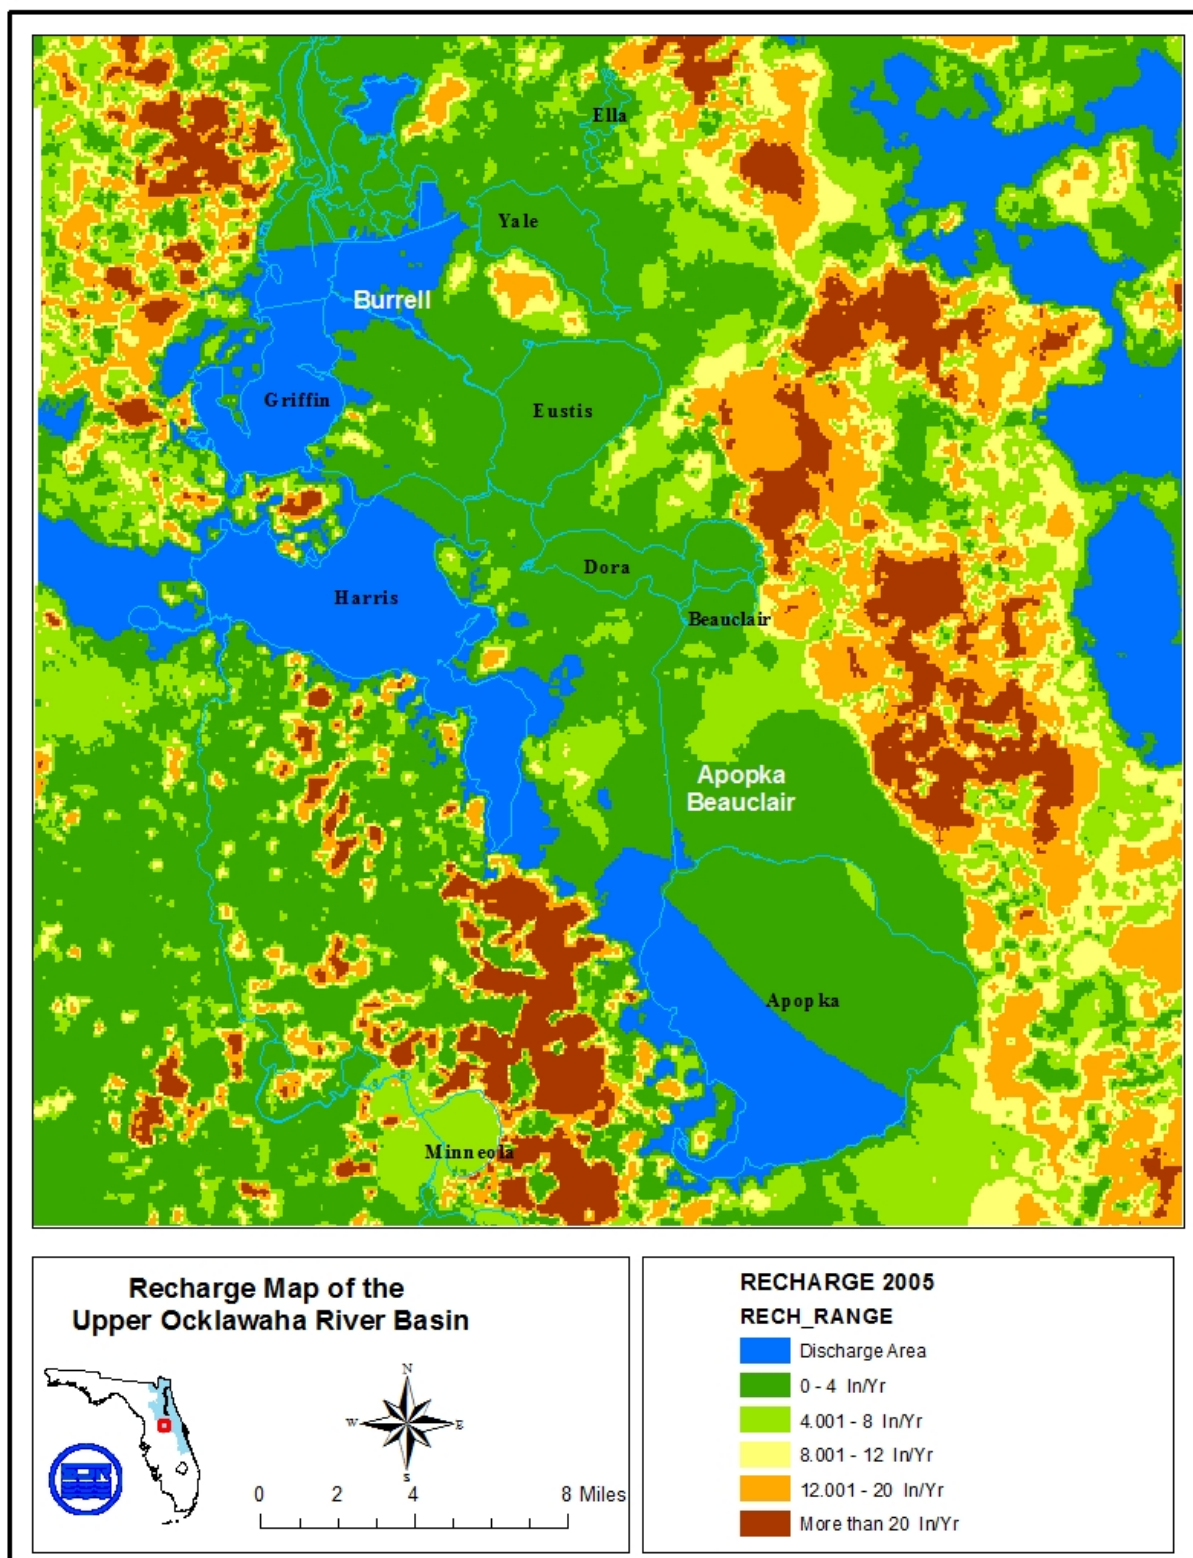 Ella
Yale
Burrell
Griffin
Eustis
Dora
Harris
Beauclair
Apopka
Beauclair
Apopka
Minneola
Recharge Map of the
Upper Ocklawaha River Basin
N
W E
S
0 2 4 8 Miles
RECHARGE 2005
RECH_RANGE
Discharge Area
0 - 4 In/Yr
4.001 - 8 In/Yr
8.001 - 12 In/Yr
12.001 - 20 In/Yr
More than 20 In/Yr